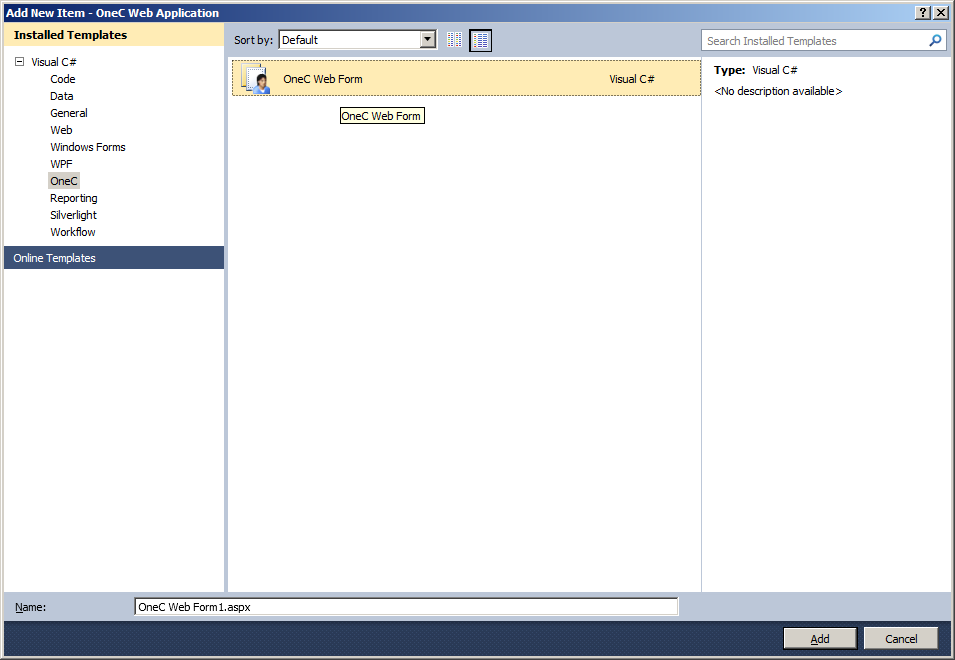 Add New Item - OneC Web Application
Installed Templates
Sort by: Default
Search Installed Templates
Visual C#
Code
Data
General
Web
Windows Forms
WPF
OneC
Reporting
Silverlight
Workflow
Online Templates
OneC Web Form Visual C#
OneC Web Form
Type: Visual C#
<No description available>
Name: OneC Web Form1.aspx
Add Cancel